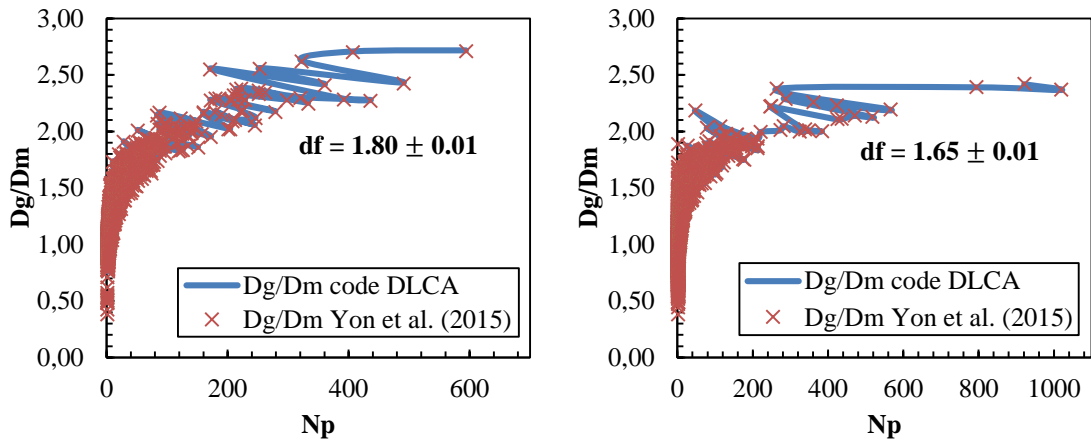 3,00
2,50
2,00
1,50
1,00
0,50
0,00
Dg/Dm
df = 1.80 ± 0.01
Dg/Dm code DLCA
Dg/Dm Yon et al. (2015)
0 200 400 600
Np
3,00
2,50
2,00
1,50
1,00
0,50
0,00
Dg/Dm
df = 1.65 ± 0.01
Dg/Dm code DLCA
Dg/Dm Yon et al. (2015)
0 200 400 600 800 1000
Np